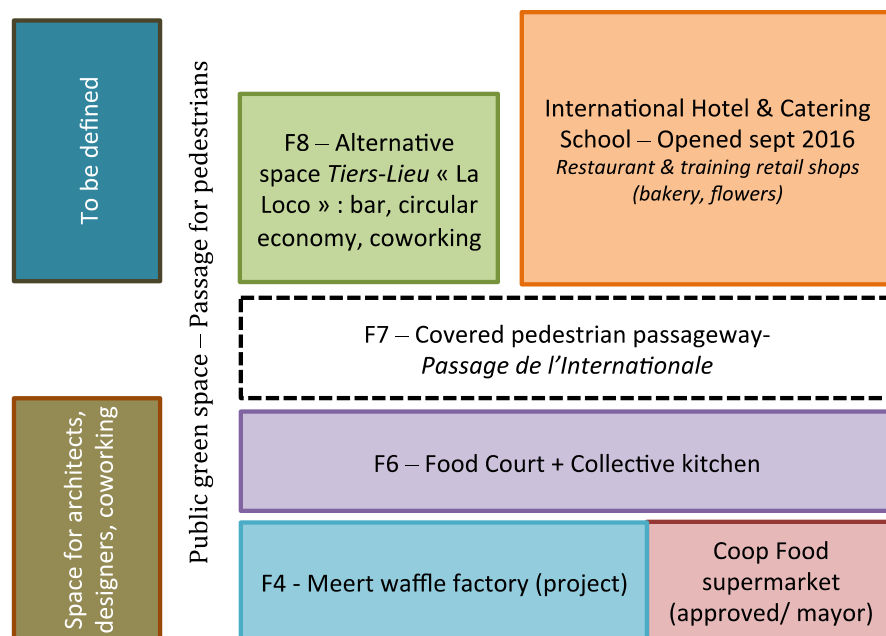 To be defined
Space for architects,
designers, coworking
Public green space – Passage for pedestrians
F8 – Alternative
space Tiers-Lieu « La
Loco » : bar, circular
economy, coworking
International Hotel & Catering
School – Opened sept 2016
Restaurant & training retail shops
(bakery, flowers)
F7 – Covered pedestrian passageway-
Passage de l’Internationale
F6 – Food Court + Collective kitchen
F4 - Meert waffle factory (project)
Coop Food
supermarket
(approved/ mayor)